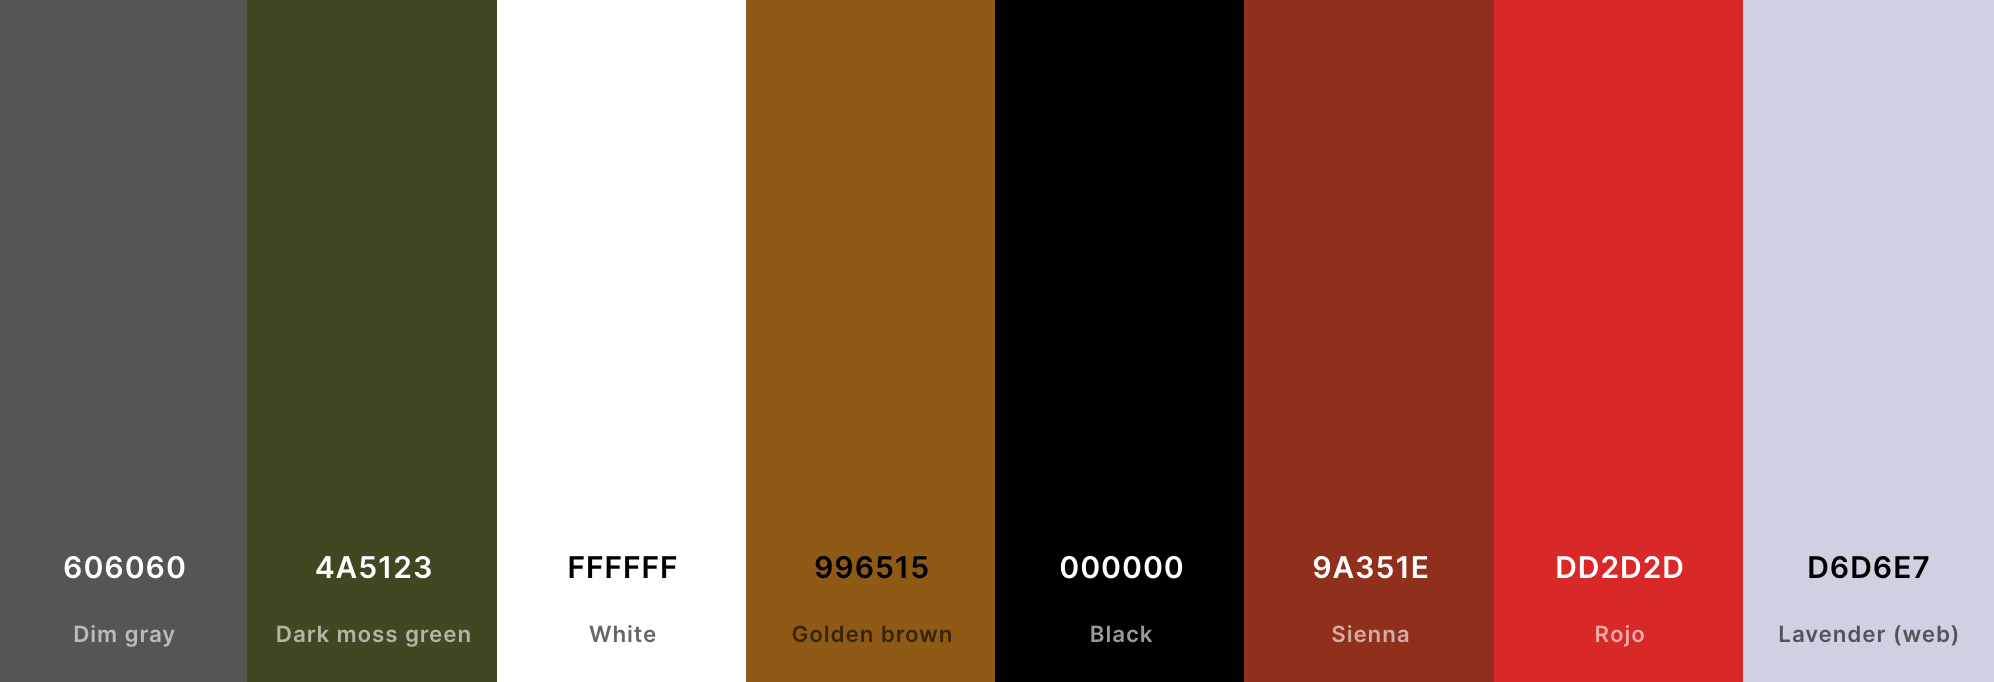 606060
Dim gray
4A5123
Dark moss green
FFFFFF
White
996515
Golden brown
000000
Black
9A351E
Sienna
DD2D2D
Rojo
D6D6E7
Lavender (web)